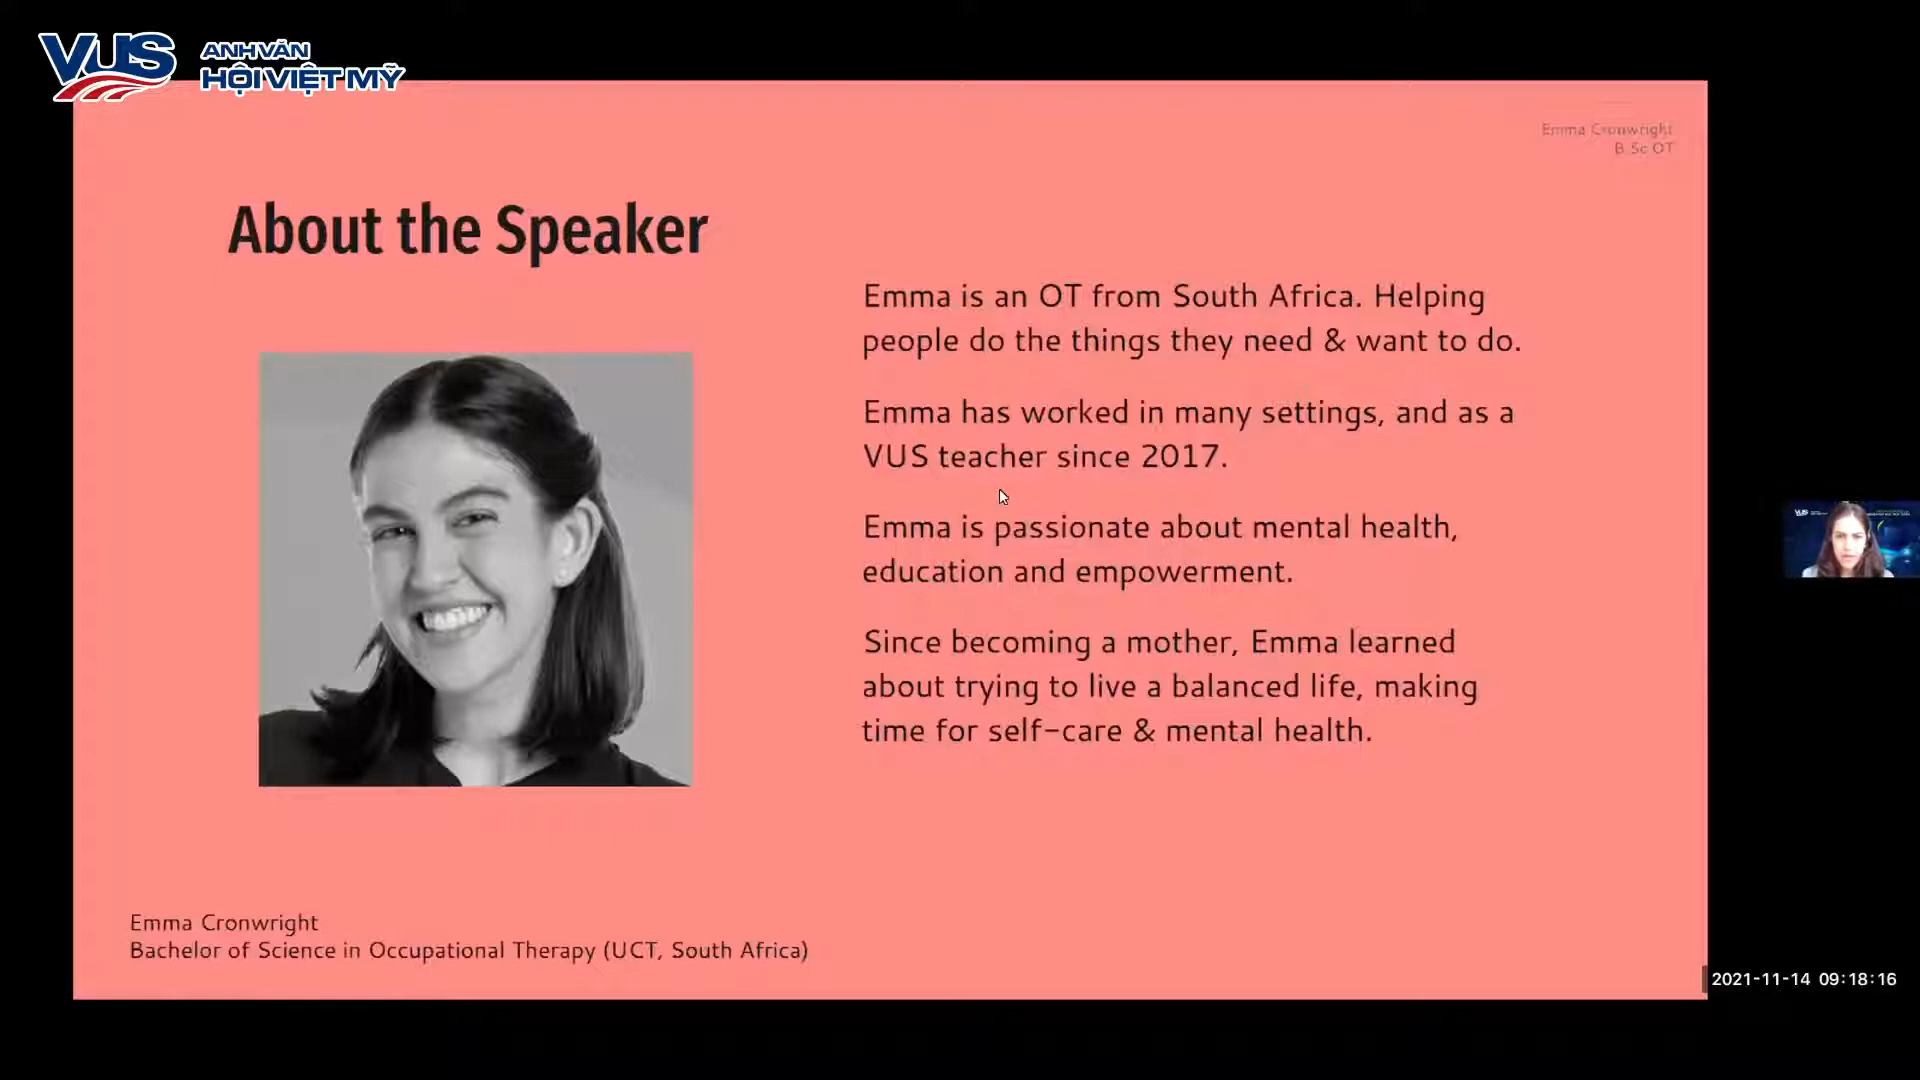 VUS
ANH VĂN
HỘI VIỆT MỸ
Emma Cronwright
B.Sc OT
About the Speaker
Emma is an OT from South Africa. Helping
people do the things they need & want to do.
Emma has worked in many settings, and as a
VUS teacher since 2017.
Emma is passionate about mental health,
education and empowerment.
Since becoming a mother, Emma learned
about trying to live a balanced life, making
time for self-care & mental health.
VUS
Emma Cronwright
Bachelor of Science in Occupational Therapy (UCT, South Africa)
2021-11-14 09:18:16